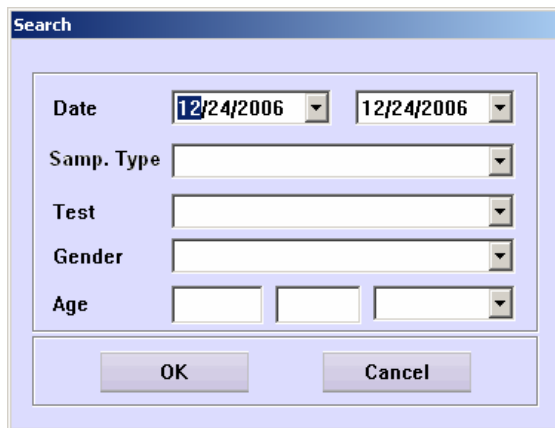 Search
Date 12/24/2006 12/24/2006
Samp. Type
Test
Gender
Age
OK Cancel